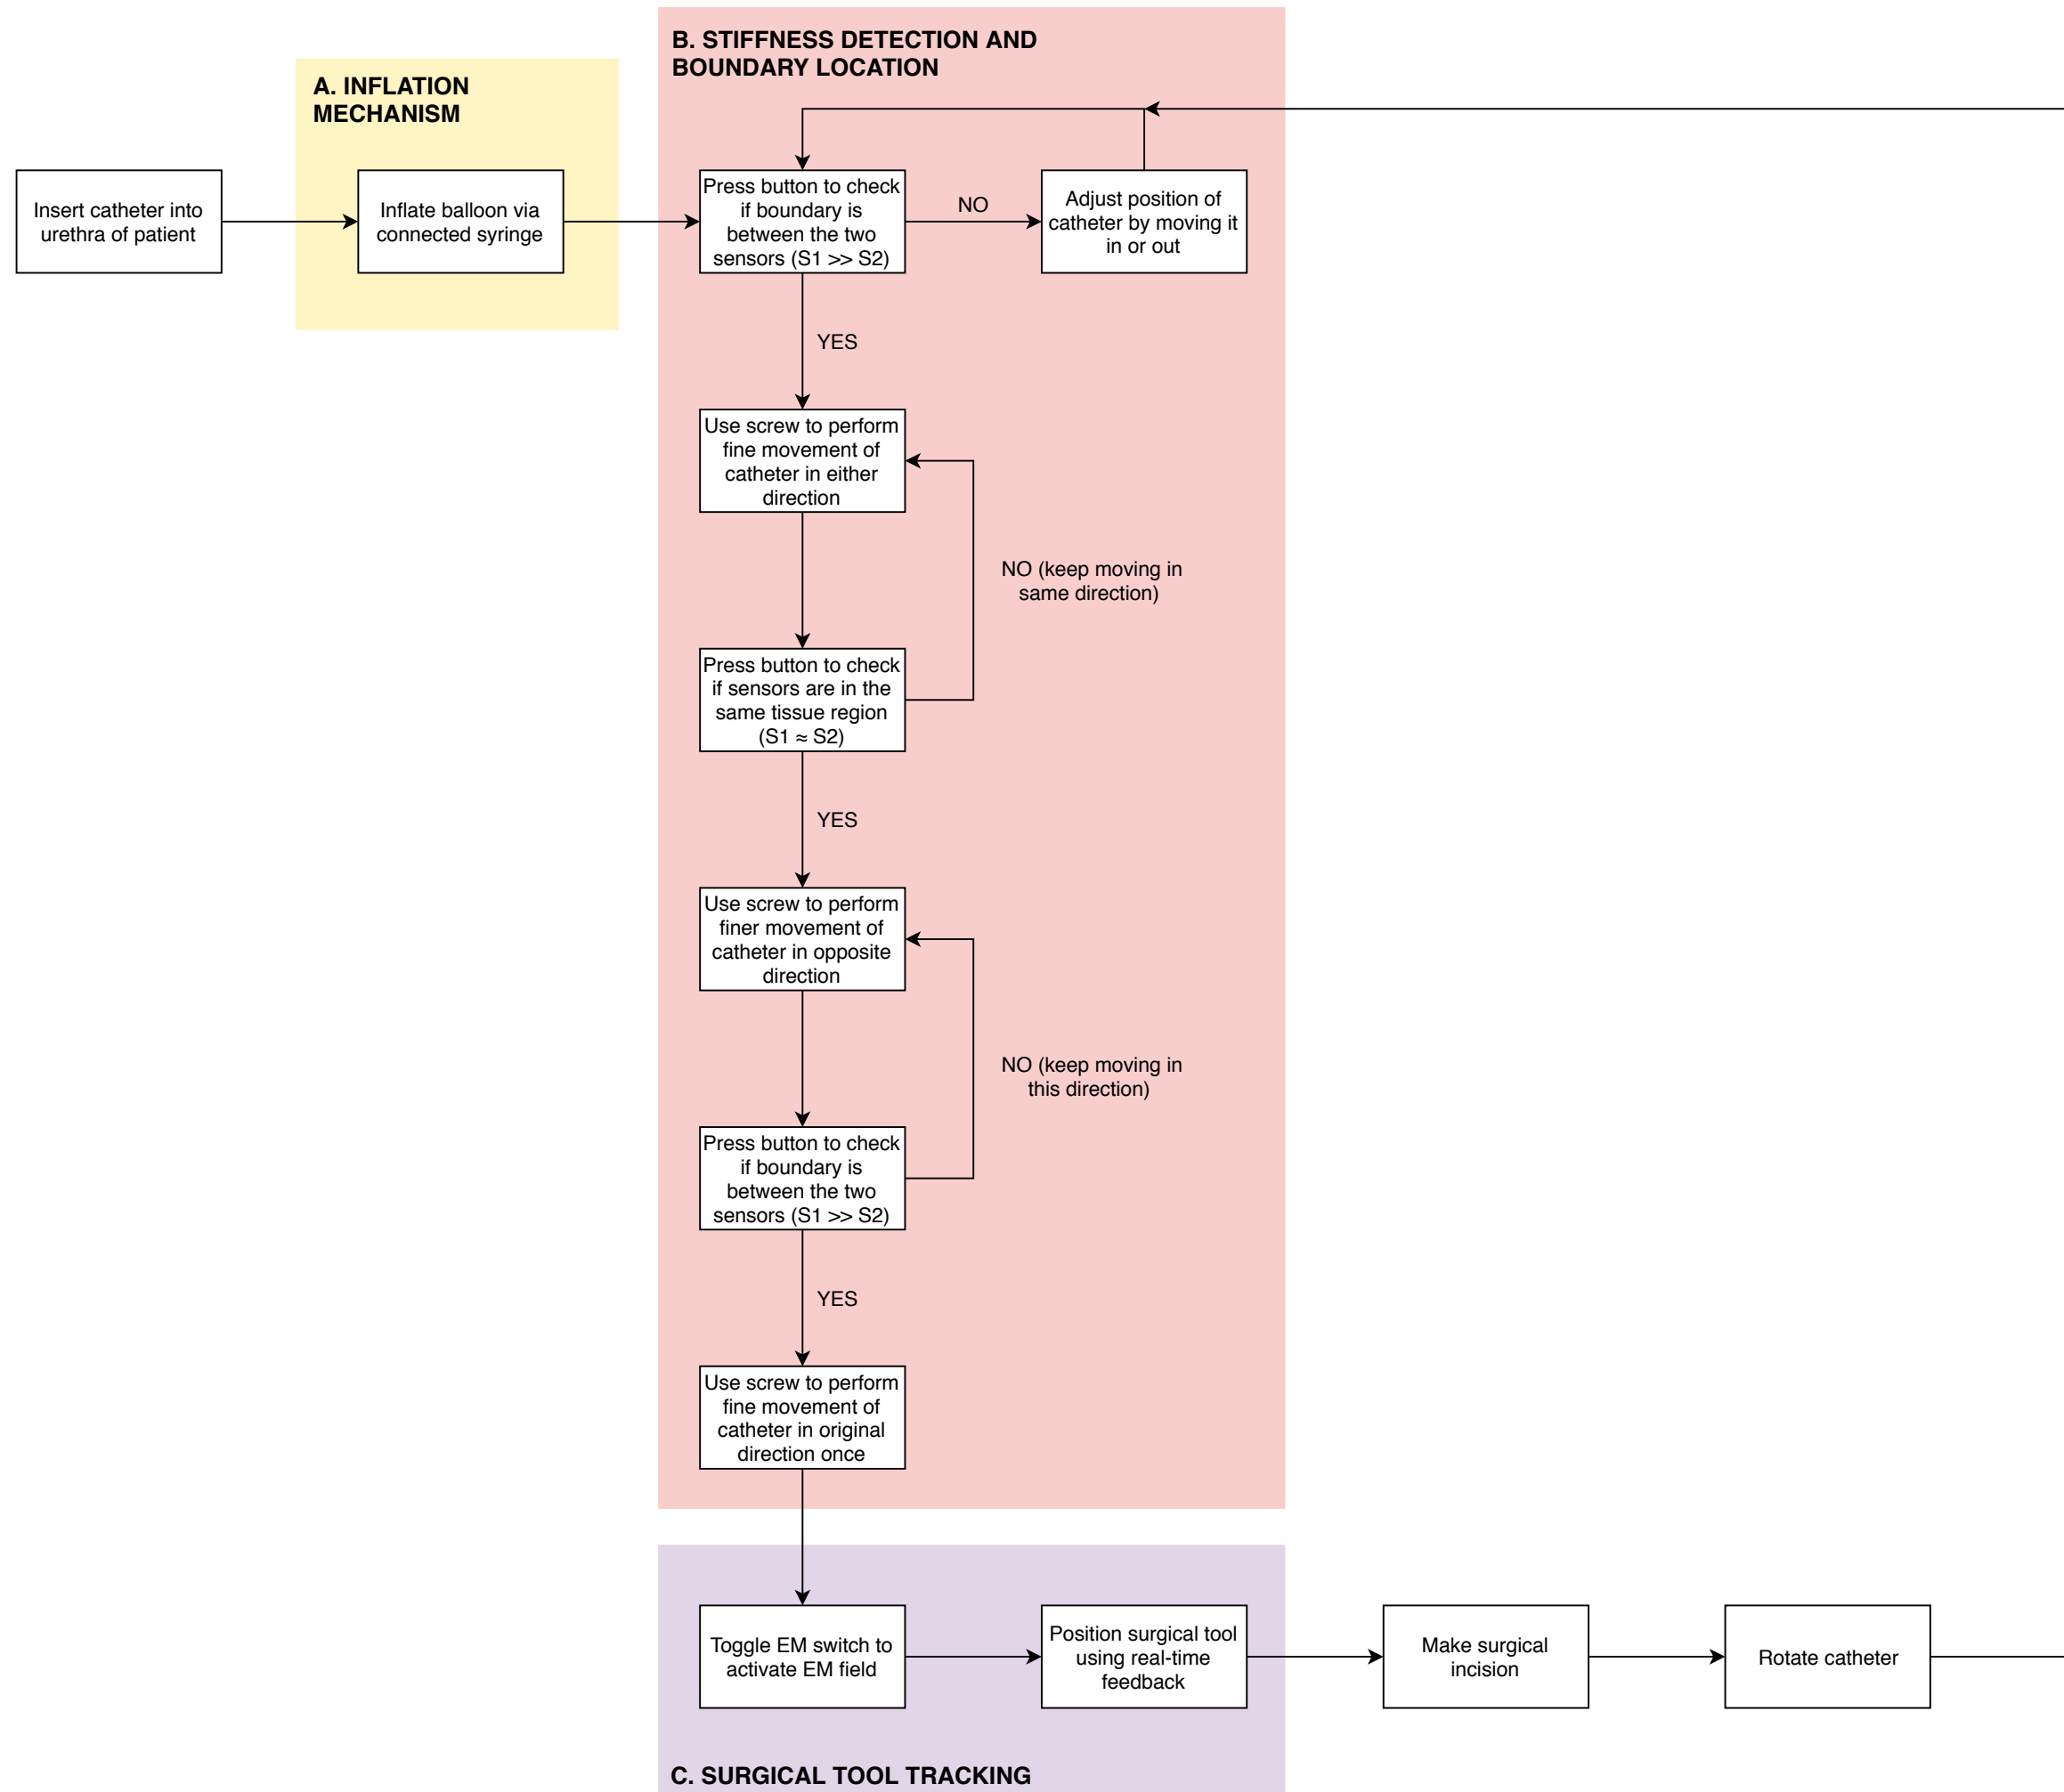 A. INFLATION
MECHANISM
B. STIFFNESS DETECTION AND
BOUNDARY LOCATION
Insert catheter into
urethra of patient
Inflate balloon via
connected syringe
Press button to check
if boundary is
between the two
sensors (S1 >> S2)
NO
Adjust position of
catheter by moving it
in or out
YES
Use screw to perform
fine movement of
catheter in either
direction
NO (keep moving in
same direction)
Press button to check
if sensors are in the
same tissue region
(S1 ≈ S2)
YES
Use screw to perform
finer movement of
catheter in opposite
direction
NO (keep moving in
this direction)
Press button to check
if boundary is
between the two
sensors (S1 >> S2)
YES
Use screw to perform
fine movement of
catheter in original
direction once
Toggle EM switch to
activate EM field
Position surgical tool
using real-time
feedback
Make surgical
incision
Rotate catheter
C. SURGICAL TOOL TRACKING